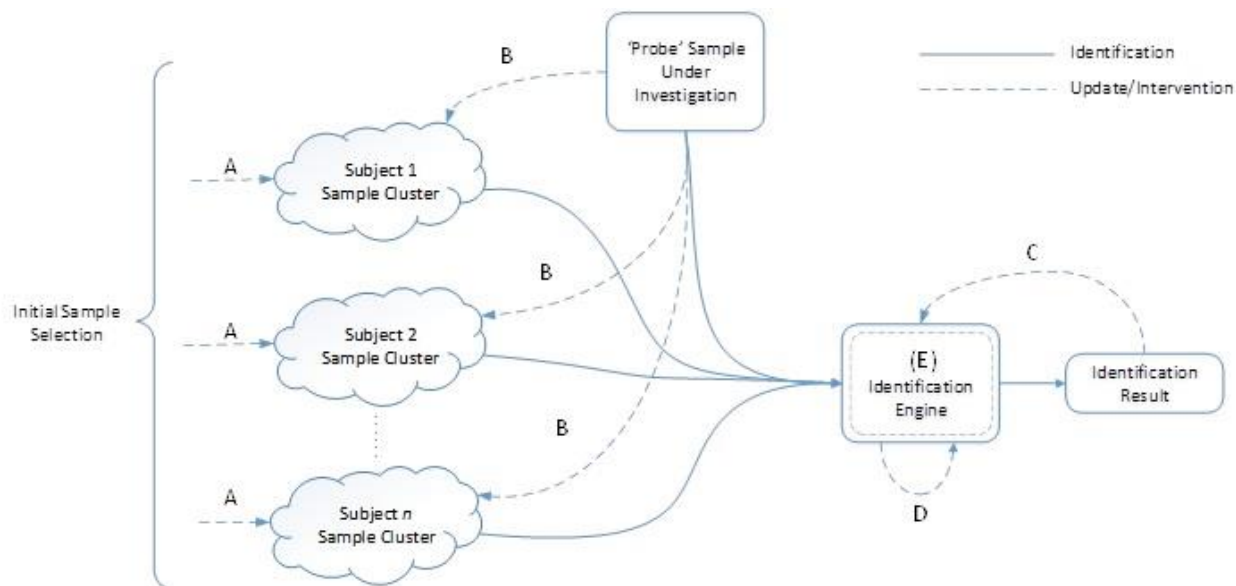 'Probe' Sample
Under
Investigation
Identification
Update/Intervention
B
A
Subject 1
Sample Cluster
B
C
Initial Sample
Selection
A
Subject 2
Sample Cluster
(E)
Identification
Engine
Identification
Result
B
A
Subject n
Sample Cluster
D